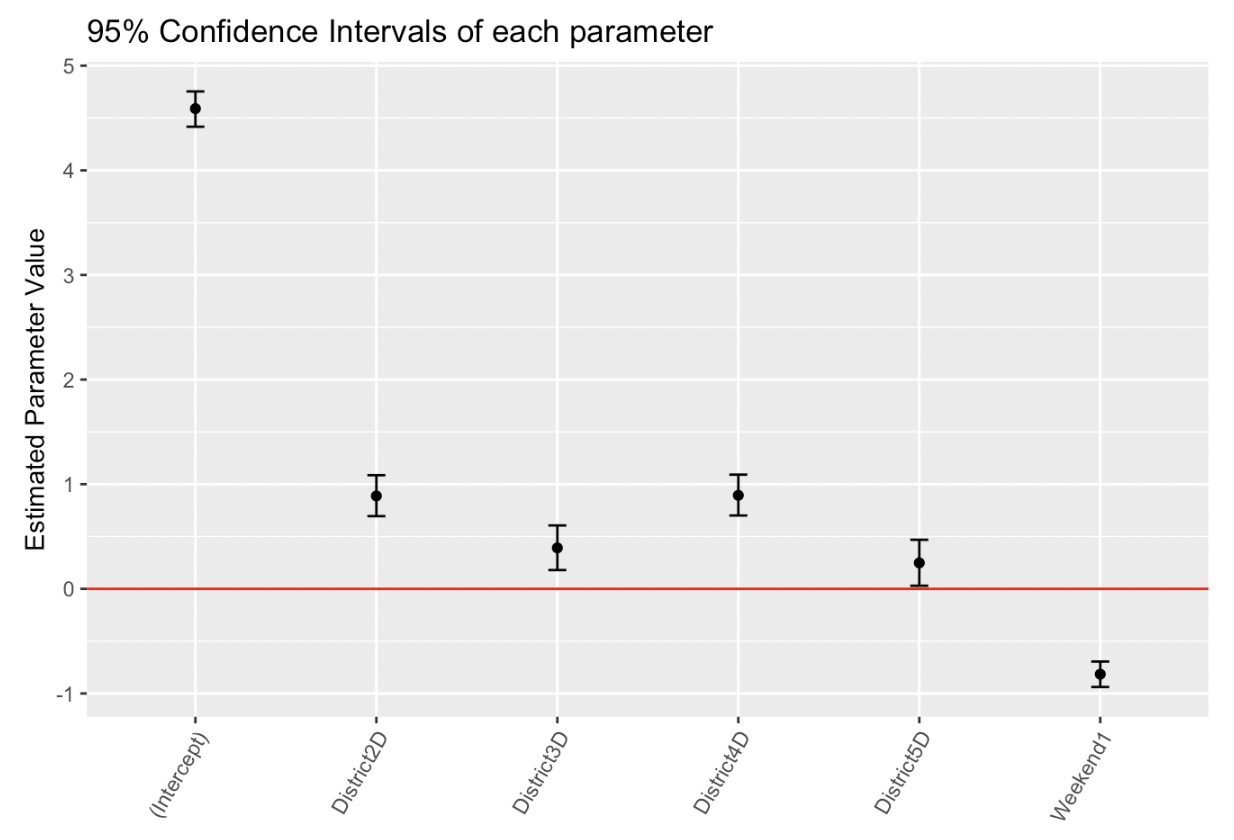 95% Confidence Intervals of each parameter
Estimated Parameter Value
5
4
3
2
1
0
-1
(Intercept)
District2D
District3D
District4D
District5D
Weekend1